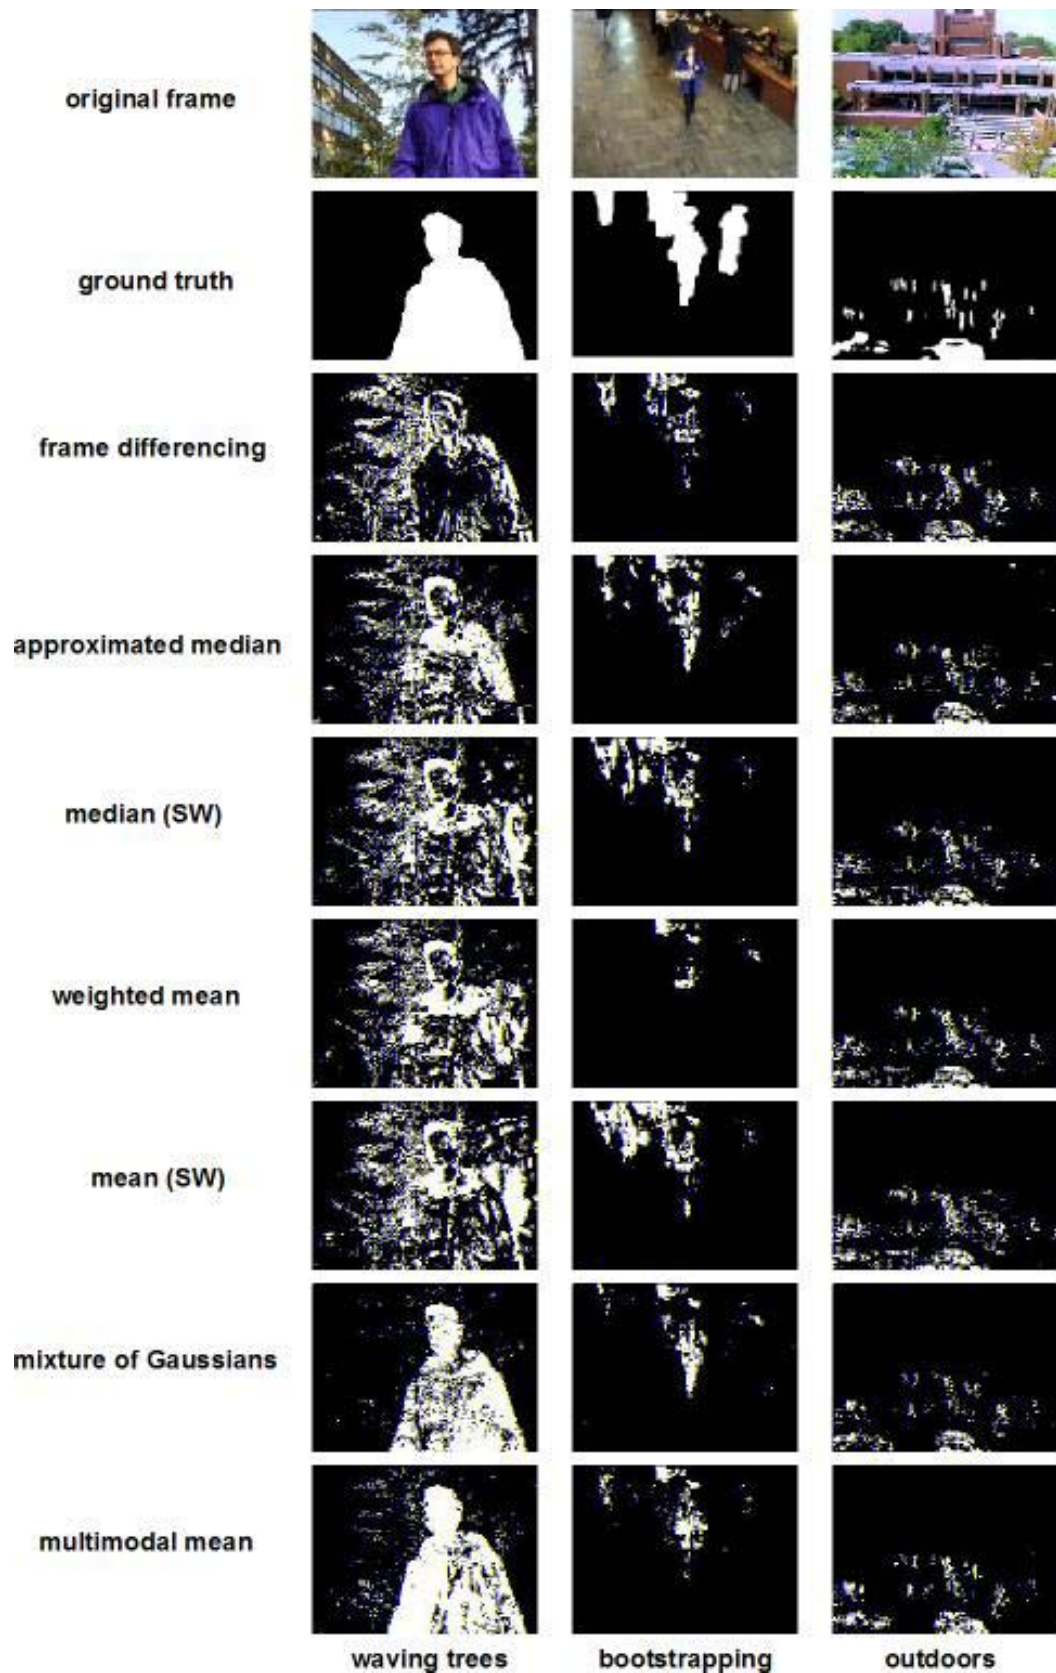 original frame
ground truth
frame differencing
approximated median
median (SW)
weighted mean
mean (SW)
mixture of Gaussians
multimodal mean
waving trees bootstrapping outdoors